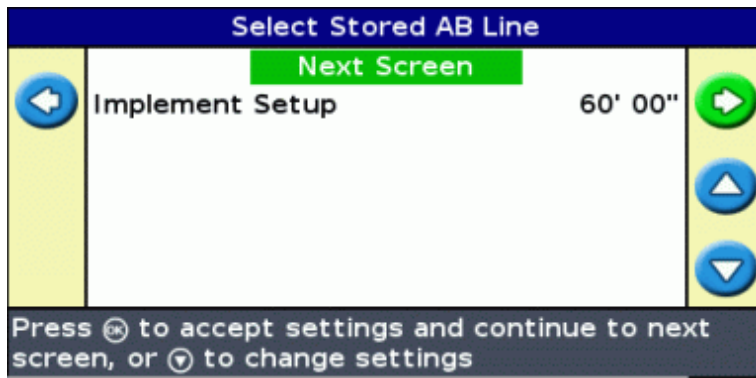 Select Stored AB Line
Next Screen
Implement Setup 60' 00"
Press OK to accept settings and continue to next
screen, or to change settings